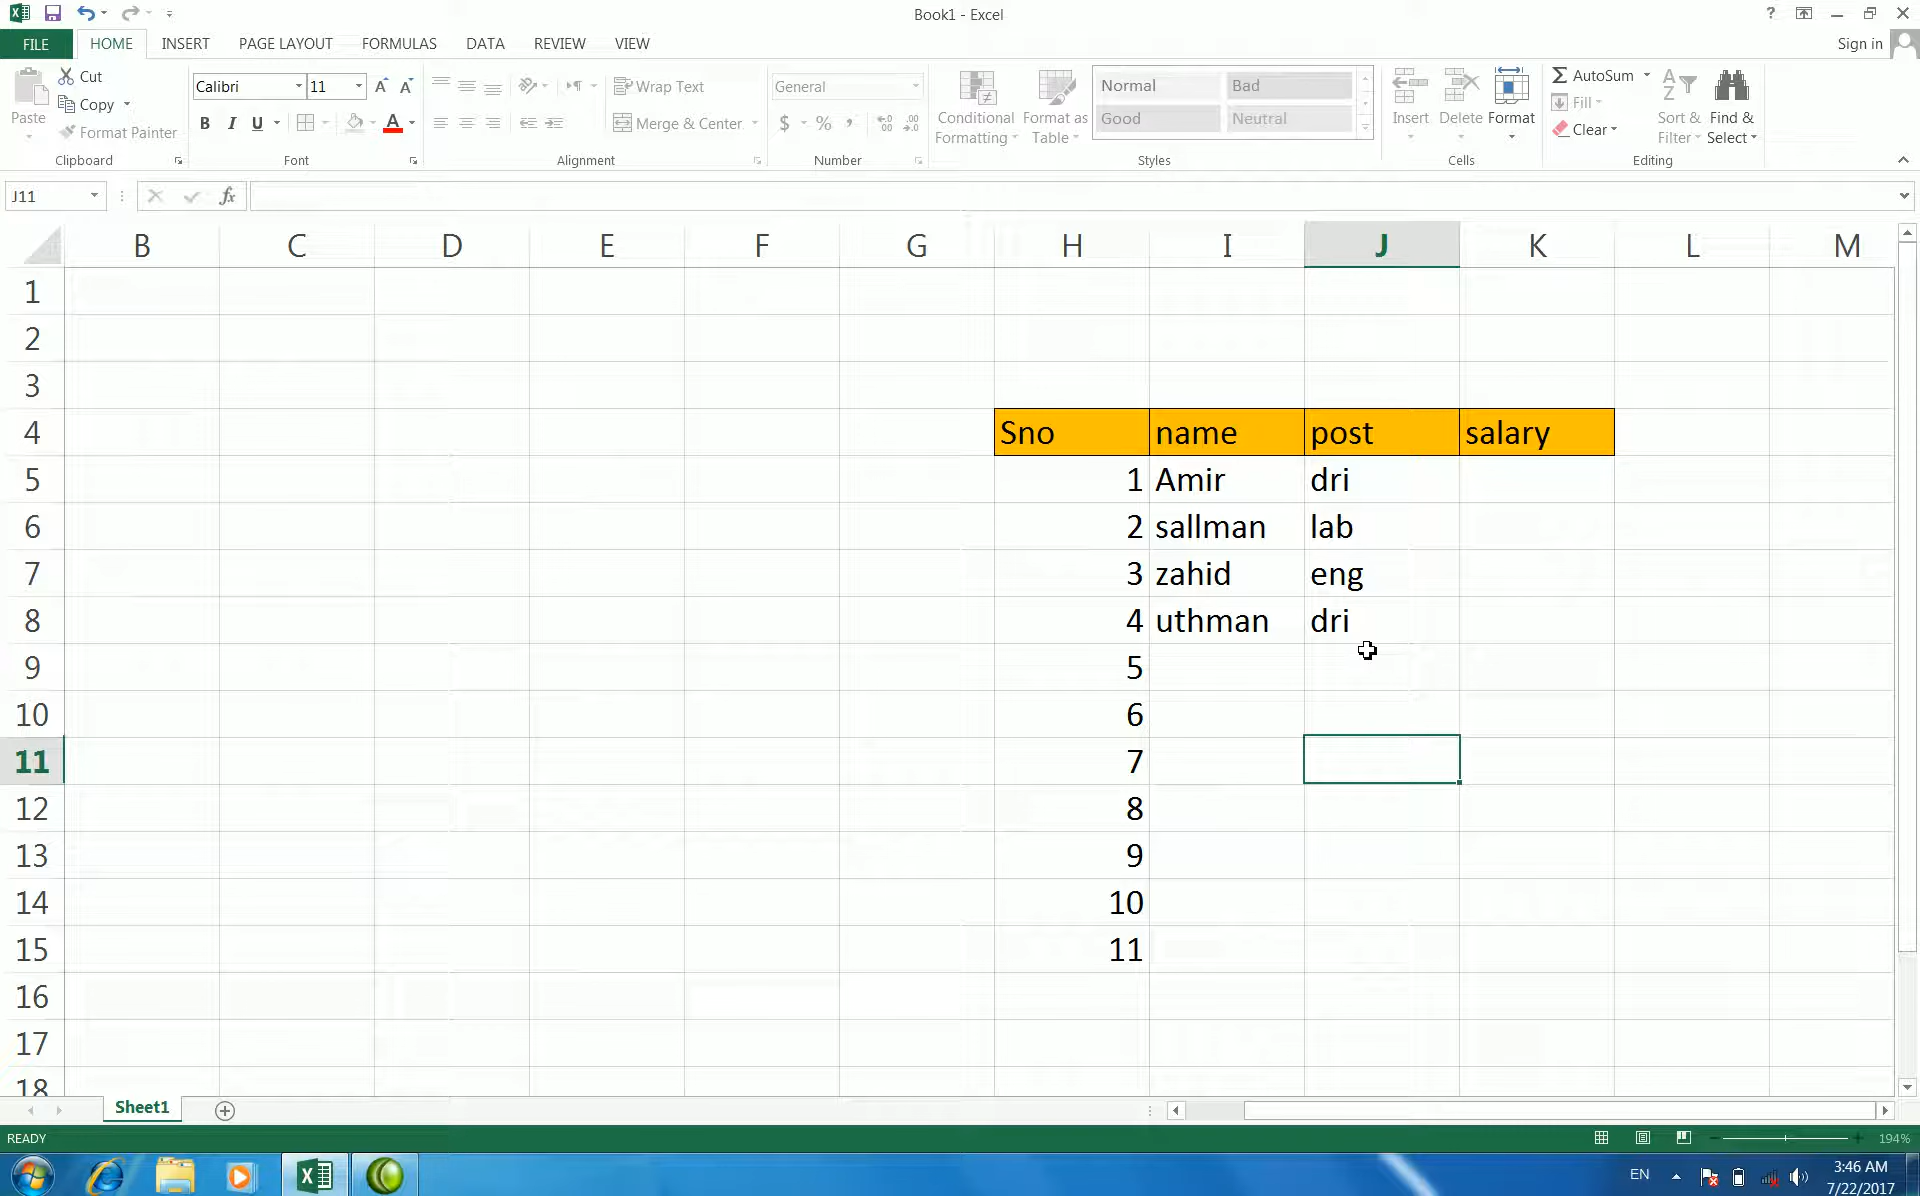 Book1 - Excel
FILE HOME INSERT PAGE LAYOUT FORMULAS DATA REVIEW VIEW
Sign in
Paste
Cut
Copy
Format Painter
Clipboard
Calibri 11
B I U A
Font
Wrap Text
Merge & Center
Alignment
General
$ %
Number
Conditional Formatting
Format as Table
Normal Bad
Good Neutral
Styles
Insert Delete Format
Cells
AutoSum
Fill
Clear
Sort & Filter
Find & Select
Editing
J11 fx
B C D E F G H I J K L M
1
2
3
4 Sno name post salary
5 1 Amir dri
6 2 sallman lab
7 3 zahid eng
8 4 uthman dri
9 5
10 6
11 7
12 8
13 9
14 10
15 11
16
17
18
Sheet1
READY 194%
EN 3:46 AM
7/22/2017